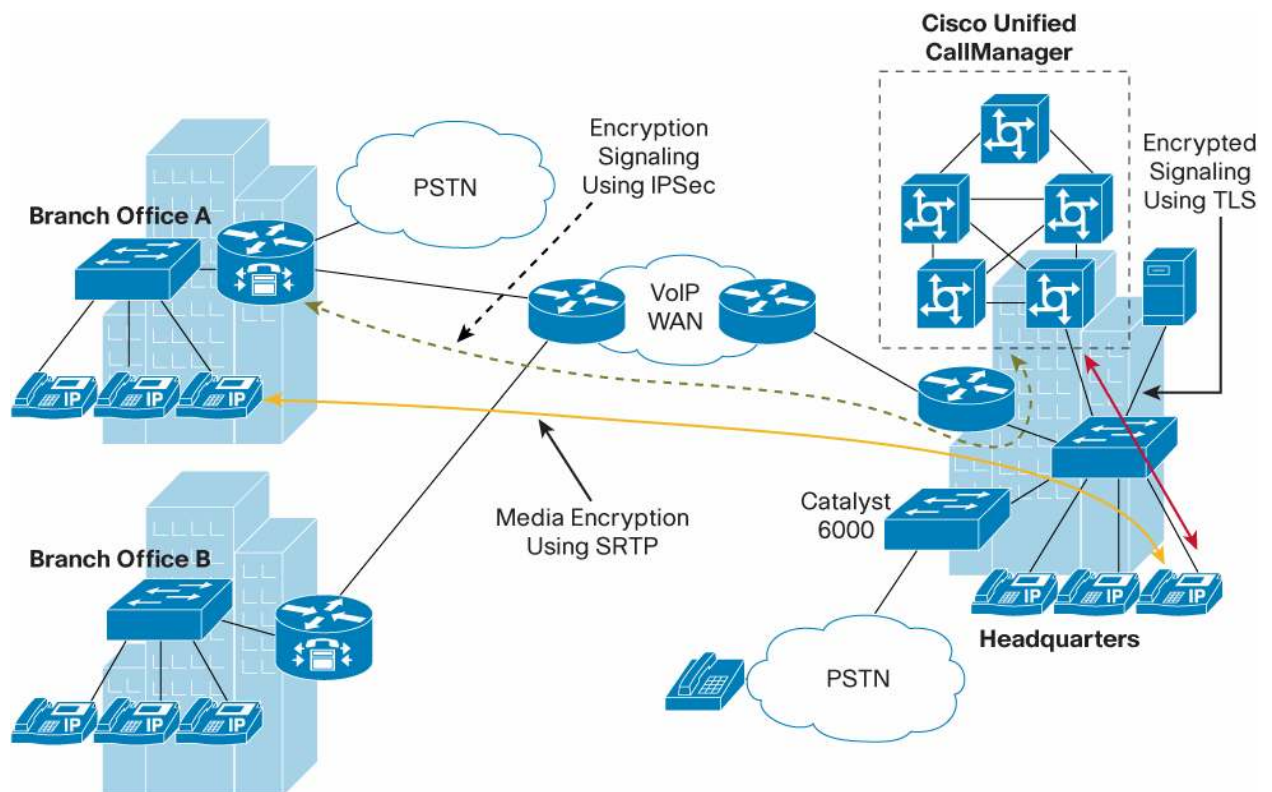 Cisco Unified
CallManager
Encryption
Signaling
Using IPSec
Encrypted
Signaling
Using TLS
PSTN
Branch Office A
VoIP
WAN
IP
IP
IP
Media Encryption
Using SRTP
Catalyst
6000
Branch Office B
IP
IP
IP
Headquarters
PSTN
IP
IP
IP